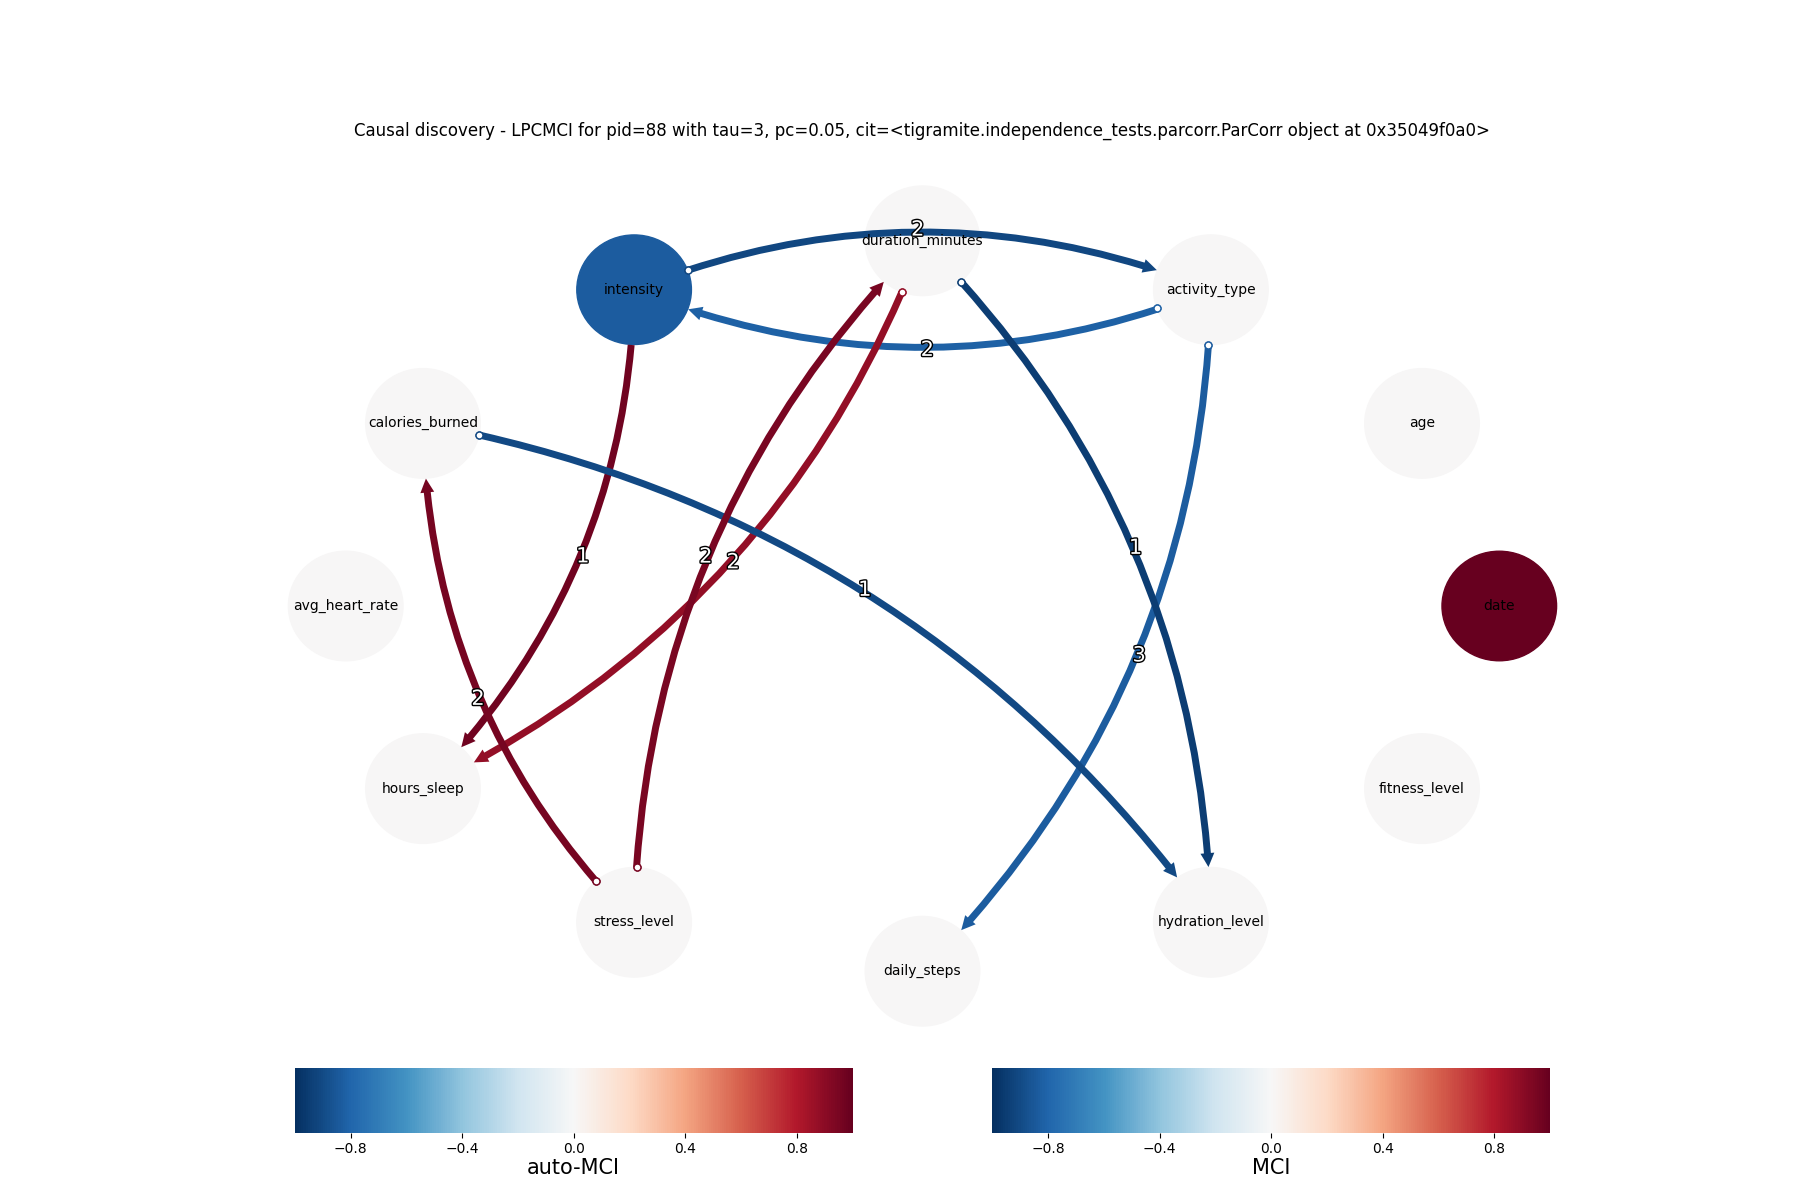 Causal discovery - LPCMCI for pid=88 with tau=3, pc=0.05, cit=<tigramite.independence_tests.parcorr.ParCorr object at 0x35049f0a0>
2
duration_minutes
intensity
activity_type
2
calories_burned
age
1
2
2
1
1
avg_heart_rate
date
3
2
hours_sleep
fitness_level
stress_level
hydration_level
daily_steps
−0.8 −0.4 0.0 0.4 0.8
auto-MCI
−0.8 −0.4 0.0 0.4 0.8
MCI